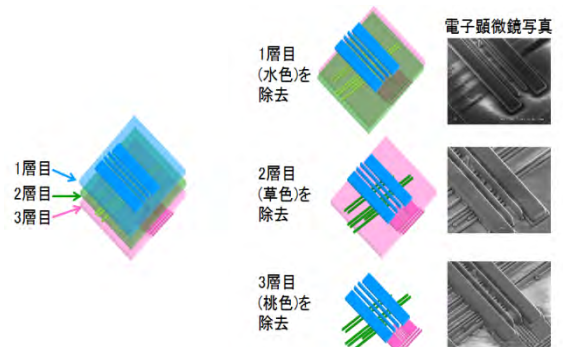 電子顕微鏡写真
1層目
(水色)を
除去
1層目
2層目
3層目
2層目
(草色)を
除去
3層目
(桃色)を
除去